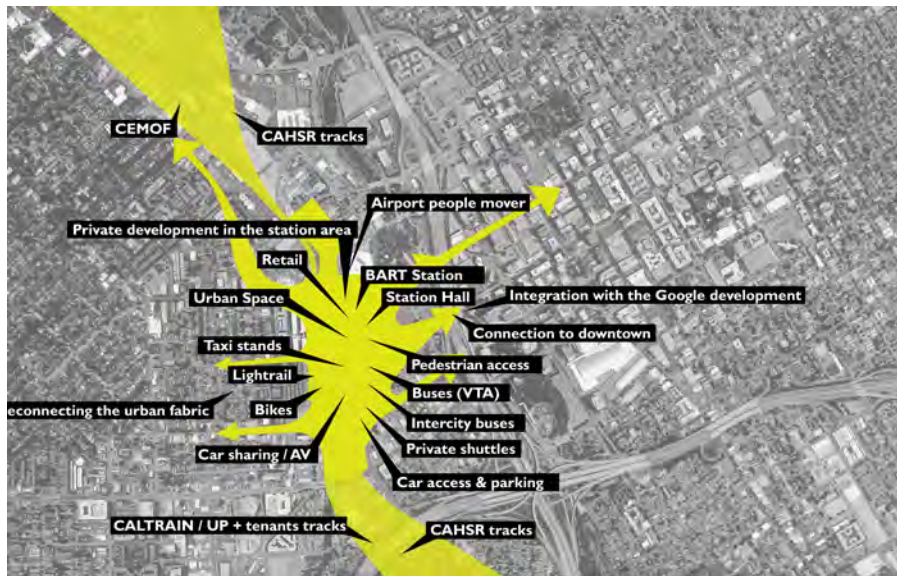 CEMOF
CAHSR tracks
Airport people mover
Private development in the station area
Retail
BART Station
Urban Space
Station Hall
Integration with the Google development
Connection to downtown
Taxi stands
Pedestrian access
Lightrail
Buses (VTA)
econnecting the urban fabric
Bikes
Intercity buses
Private shuttles
Car sharing / AV
Car access & parking
CALTRAIN / UP + tenants tracks
CAHSR tracks